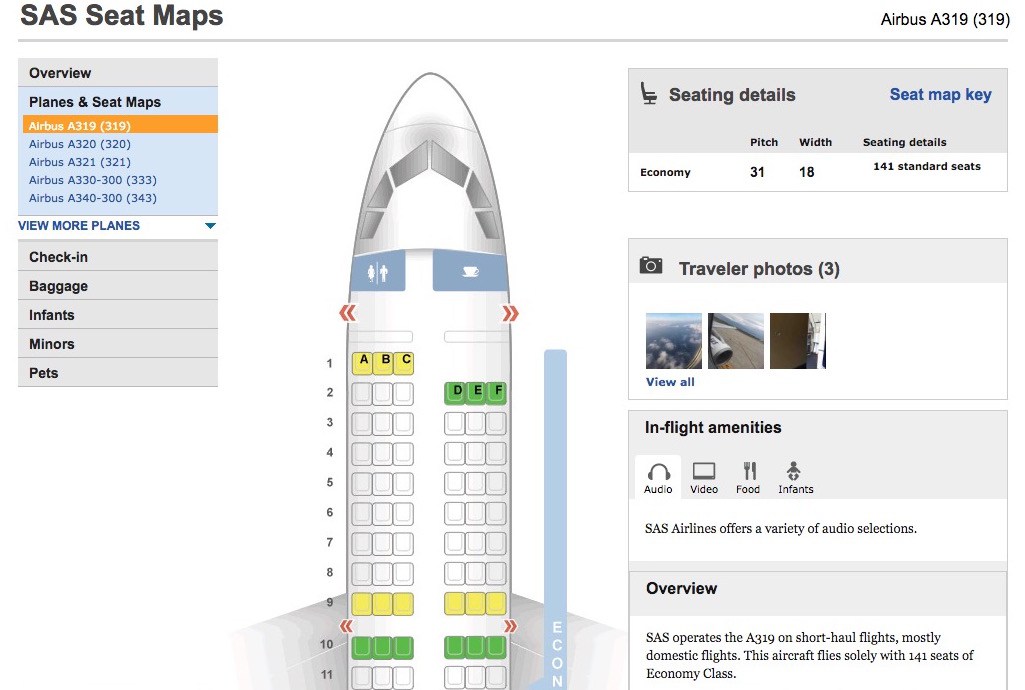 SAS Seat Maps
Airbus A319 (319)
Overview
Planes & Seat Maps
Airbus A319 (319)
Airbus A320 (320)
Airbus A321 (321)
Airbus A330-300 (333)
Airbus A340-300 (343)
VIEW MORE PLANES
Check-in
Baggage
Infants
Minors
Pets
1 A B C
2 D E F
3
4
5
6
7
8
9
10
11
E
C
O
N
Seating details
Seat map key
Pitch Width Seating details
Economy 31 18 141 standard seats
Traveler photos (3)
View all
In-flight amenities
Audio Video Food Infants
SAS Airlines offers a variety of audio selections.
Overview
SAS operates the A319 on short-haul flights, mostly
domestic flights. This aircraft flies solely with 141 seats of
Economy Class.